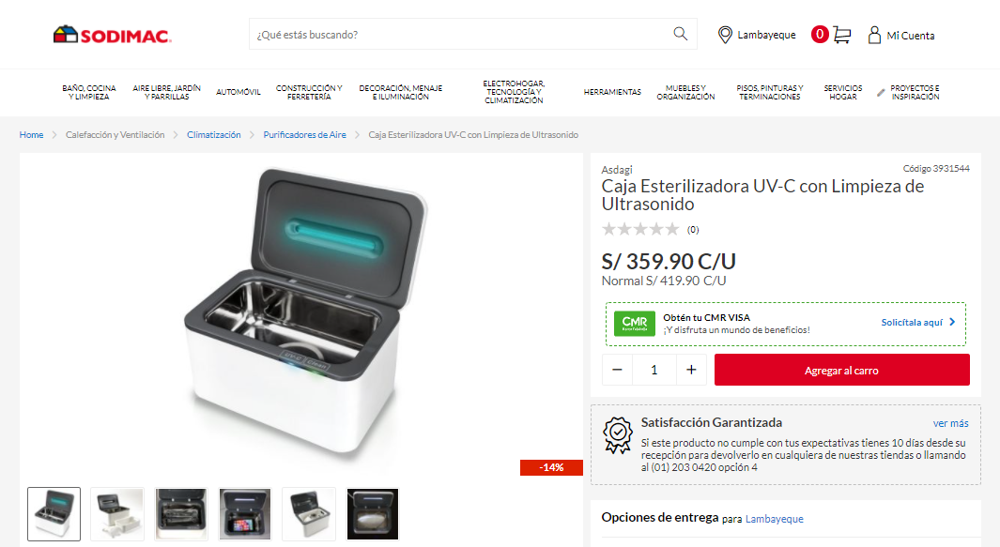 SODIMAC
¿Qué estás buscando?
Lambayeque
0
Mi Cuenta
BAÑO, COCINA
Y LIMPIEZA
AIRE LIBRE, JARDÍN
Y PARRILLAS
AUTOMÓVIL
CONSTRUCCIÓN Y
FERRETERÍA
DECORACIÓN, MENAJE
E ILUMINACIÓN
ELECTROHOGAR,
TECNOLOGÍA Y
CLIMATIZACIÓN
HERRAMIENTAS
MUEBLES Y
ORGANIZACIÓN
PISOS, PINTURAS Y
TERMINACIONES
SERVICIOS
HOGAR
PROYECTOS E
INSPIRACIÓN
Home > Calefacción y Ventilación > Climatización > Purificadores de Aire > Caja Esterilizadora UV-C con Limpieza de Ultrasonido
UV-C Clean
-14%
Asdagi
Código 3931544
Caja Esterilizadora UV-C con Limpieza de
Ultrasonido
(0)
S/ 359.90 C/U
Normal S/ 419.90 C/U
CMR
Obtén tu CMR VISA
¡Y disfruta un mundo de beneficios!
Solicítala aquí
− 1 +
Agregar al carro
Satisfacción Garantizada
ver más
Si este producto no cumple con tus expectativas tienes 10 días desde su
recepción para devolverlo en cualquiera de nuestras tiendas o llamando
al (01) 203 0420 opción 4
Opciones de entrega para Lambayeque